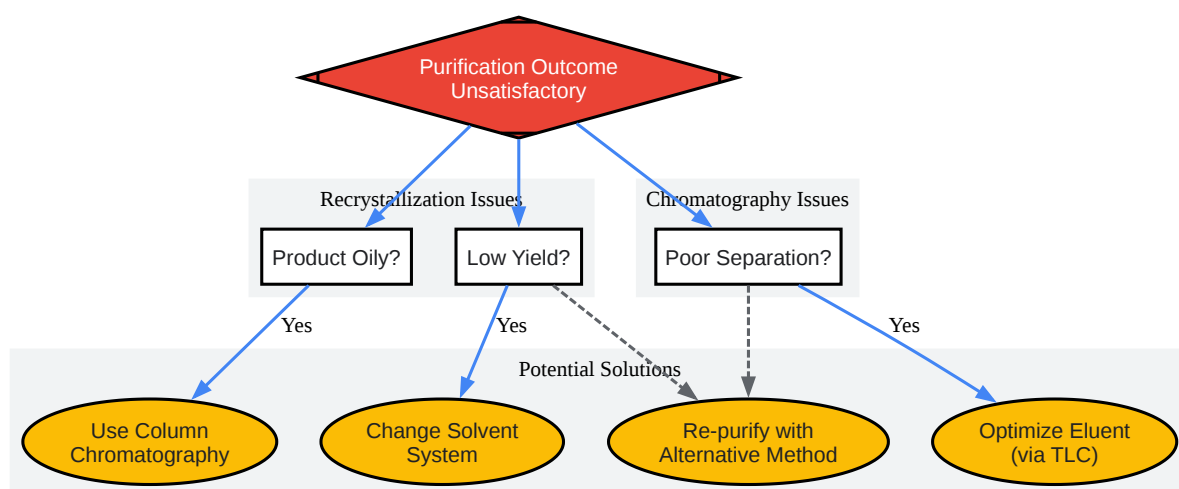 Purification Outcome
Unsatisfactory
Recrystallization Issues
Chromatography Issues
Product Oily?
Low Yield?
Poor Separation?
Yes
Yes
Yes
Potential Solutions
Use Column
Chromatography
Change Solvent
System
Re-purify with
Alternative Method
Optimize Eluent
(via TLC)